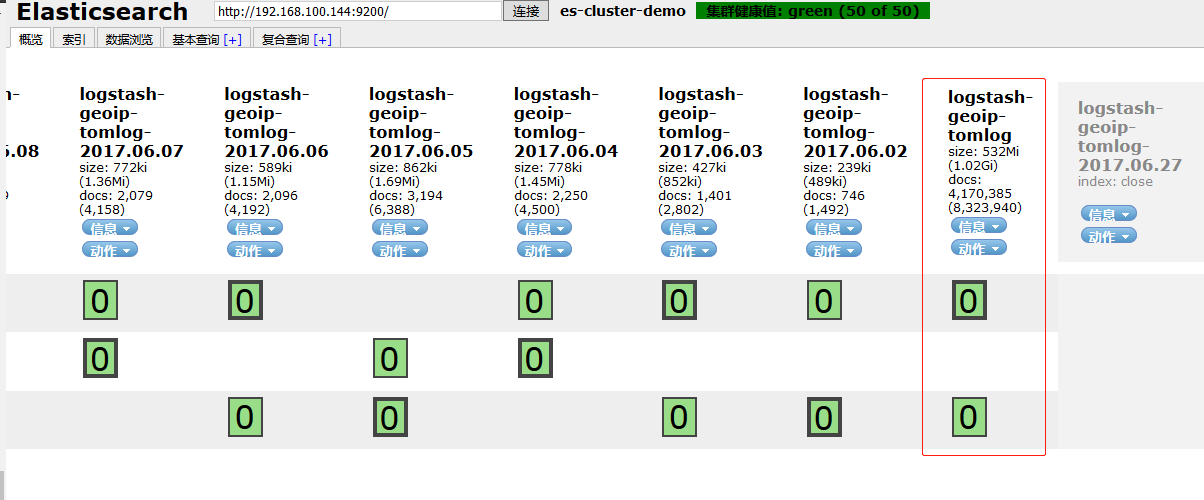 Elasticsearch http://192.168.100.144:9200/ 连接 es-cluster-demo 集群健康值: green (50 of 50)
概览 索引 数据浏览 基本查询 [+] 复合查询 [+]
logstash-
geoip-
tomlog-
2017.06.07
size: 772ki
(1.36Mi)
docs: 2,079
(4,158)
信息
动作
logstash-
geoip-
tomlog-
2017.06.06
size: 589ki
(1.15Mi)
docs: 2,096
(4,192)
信息
动作
logstash-
geoip-
tomlog-
2017.06.05
size: 862ki
(1.69Mi)
docs: 3,194
(6,388)
信息
动作
logstash-
geoip-
tomlog-
2017.06.04
size: 778ki
(1.45Mi)
docs: 2,250
(4,500)
信息
动作
logstash-
geoip-
tomlog-
2017.06.03
size: 427ki
(852ki)
docs: 1,401
(2,802)
信息
动作
logstash-
geoip-
tomlog-
2017.06.02
size: 239ki
(489ki)
docs: 746
(1,492)
信息
动作
logstash-
geoip-
tomlog
size: 532Mi
(1.02Gi)
docs:
4,170,385
(8,323,940)
信息
动作
logstash-
geoip-
tomlog-
2017.06.27
index: close
信息
动作
0 0 0 0 0 0
0 0 0
0 0 0 0 0